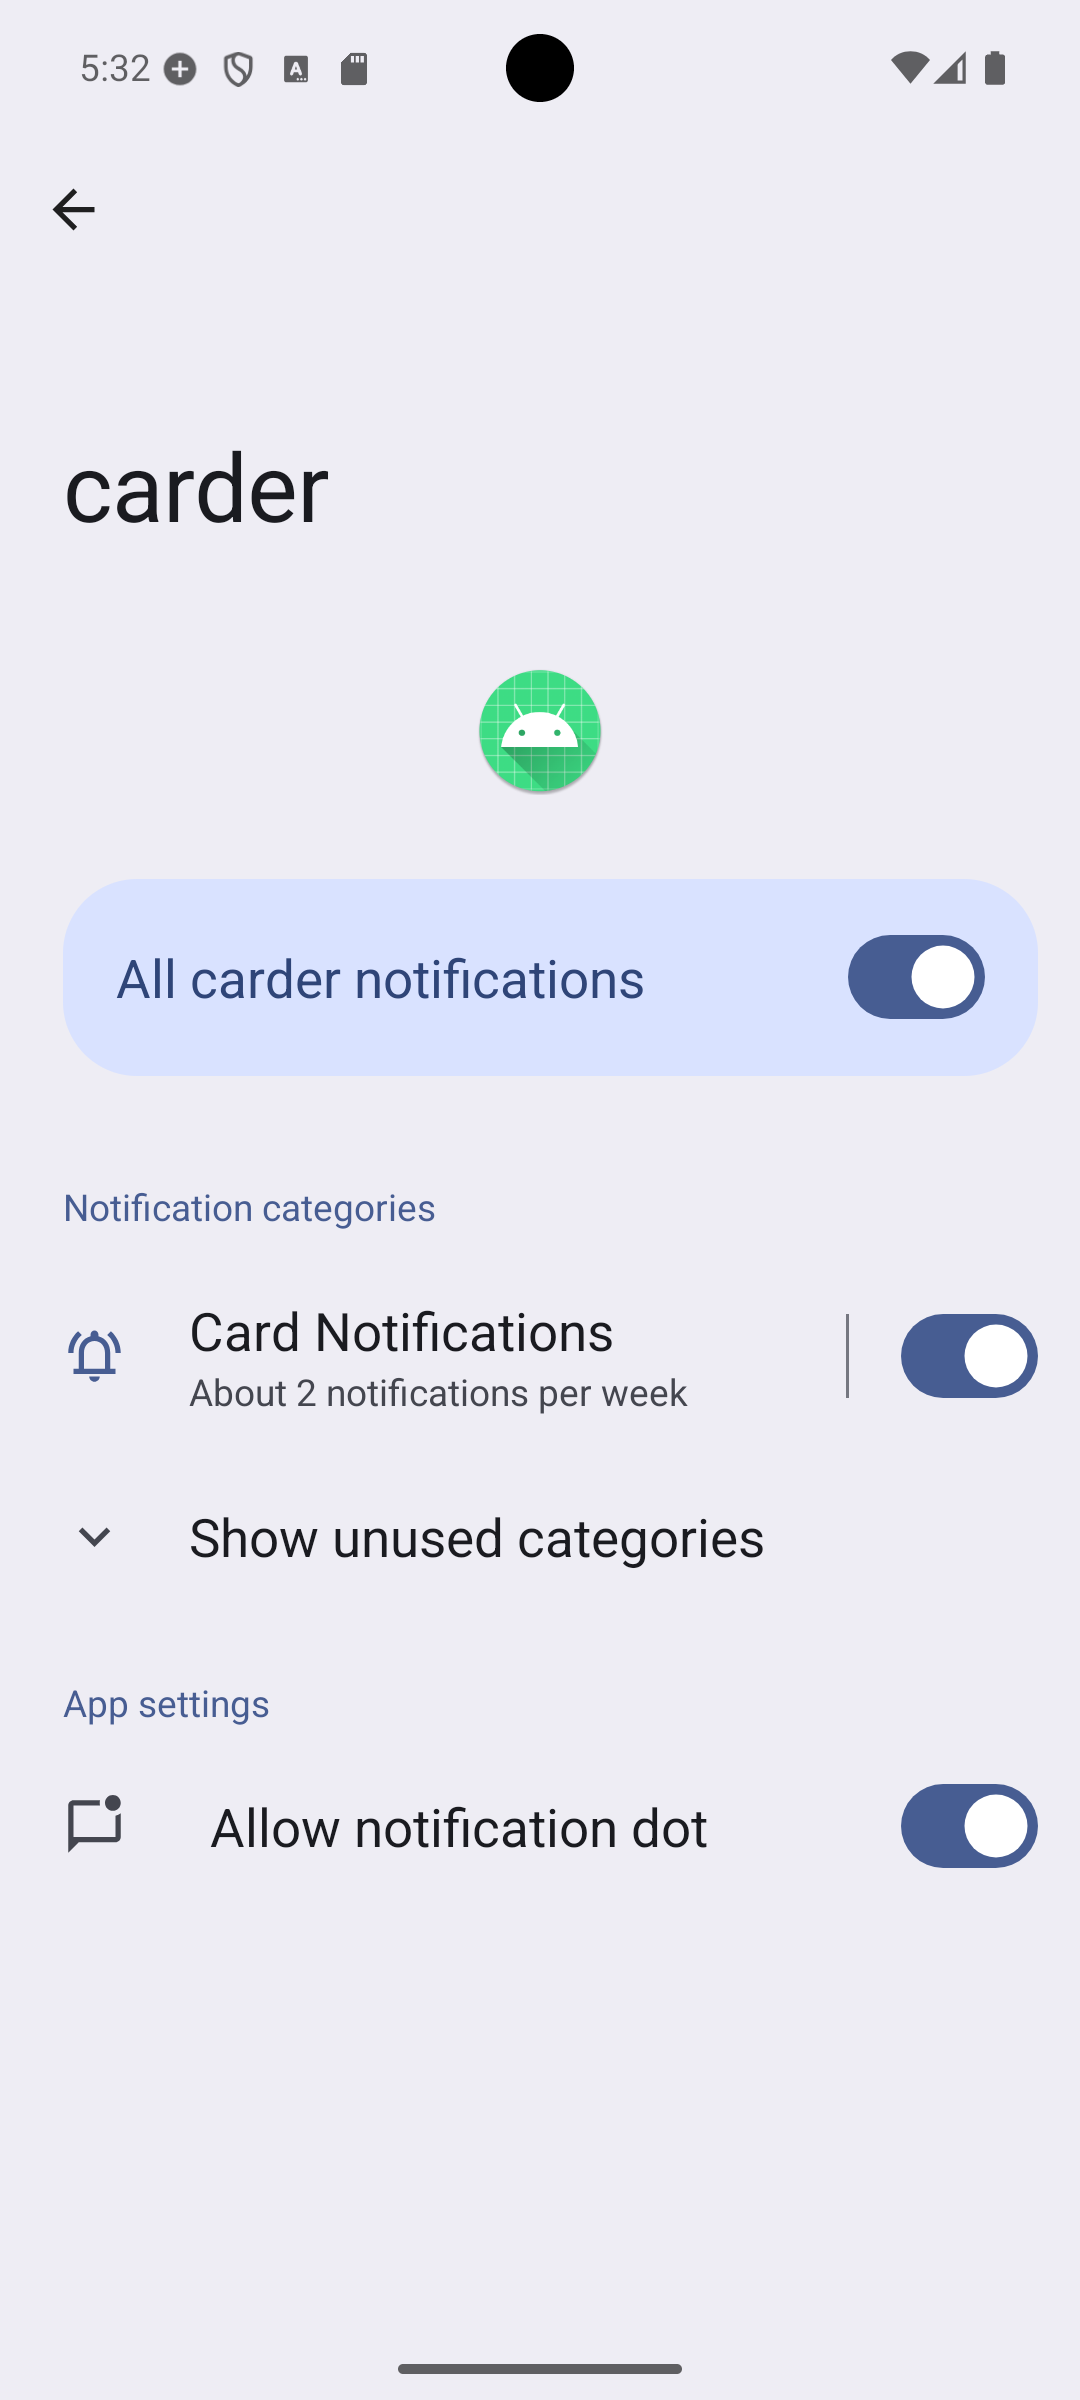 5:32
carder
All carder notifications
Notification categories
Card Notifications
About 2 notifications per week
Show unused categories
App settings
Allow notification dot